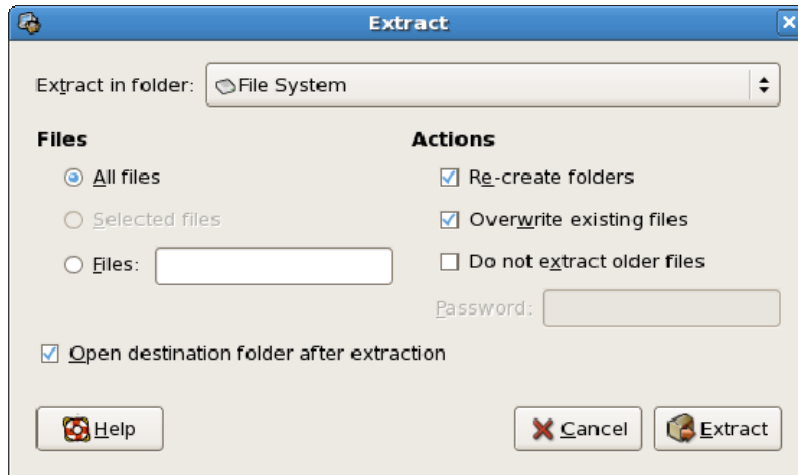 Extract
Extract in folder: File System
Files
All files
Selected files
Files:
Actions
Re-create folders
Overwrite existing files
Do not extract older files
Password:
Open destination folder after extraction
Help
Cancel
Extract